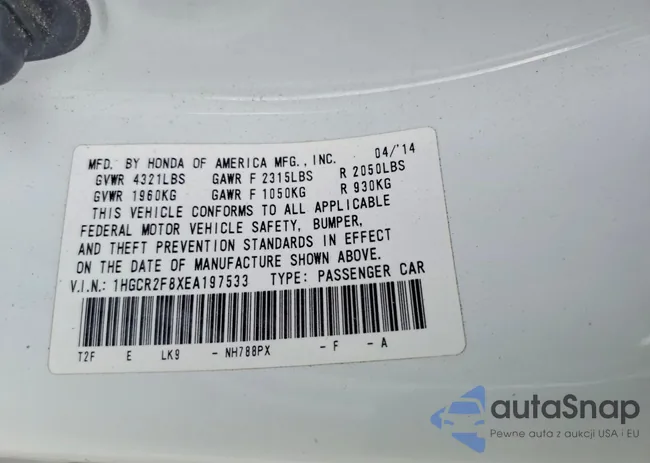 MFD. BY HONDA OF AMERICA MFG., INC. 04/'14
GVWR 4321LBS GAWR F 2315LBS R 2050LBS
GVWR 1960KG GAWR F 1050KG R 930KG
THIS VEHICLE CONFORMS TO ALL APPLICABLE
FEDERAL MOTOR VEHICLE SAFETY, BUMPER,
AND THEFT PREVENTION STANDARDS IN EFFECT
ON THE DATE OF MANUFACTURE SHOWN ABOVE.
V.I.N.: 1HGCR2F8XEA197533 TYPE: PASSENGER CAR
T2F E LK9 - NH788PX - F - A
autaSnap
Pewne auta z aukcji USA i EU